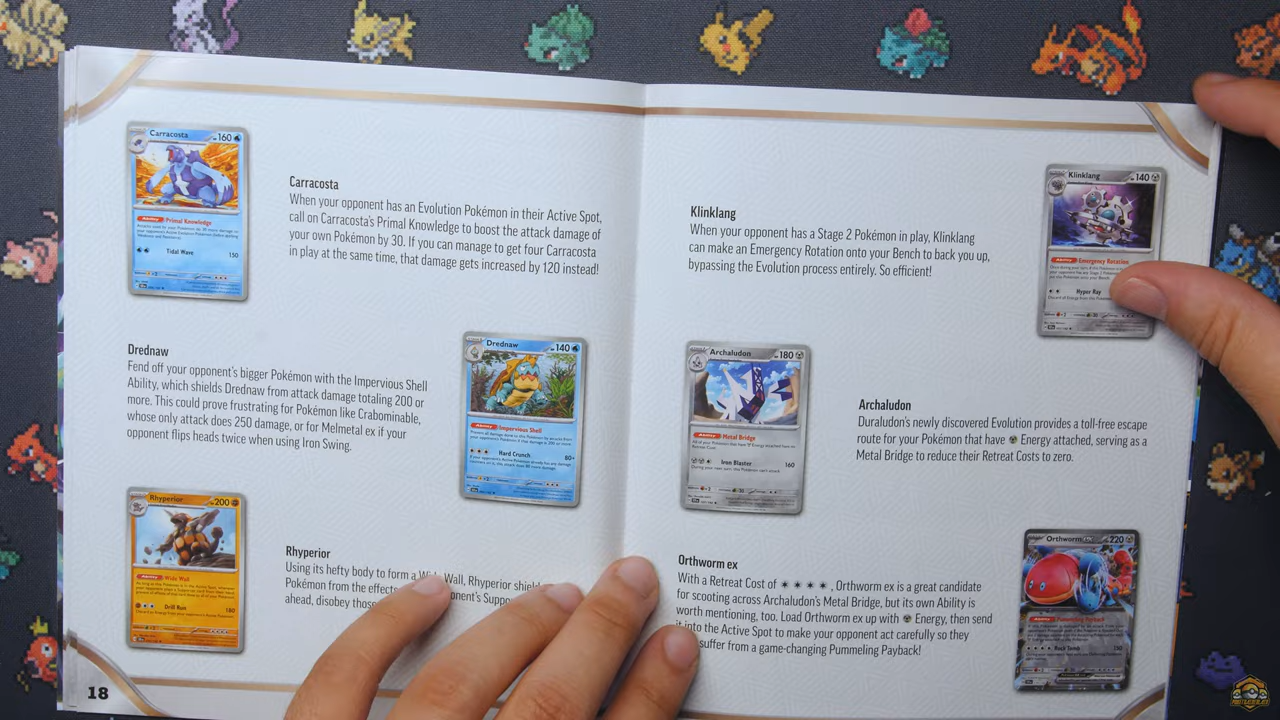 Carracosta
160
Ability
Primal Knowledge
Tidal Wave
150
Carracosta
When your opponent has an Evolution Pokémon in their Active Spot,
call on Carracosta's Primal Knowledge to boost the attack damage of
your own Pokémon by 30. If you can manage to get four Carracosta
in play at the same time, that damage gets increased by 120 instead!
Drednaw
Fend off your opponent's bigger Pokémon with the Impervious Shell
Ability, which shields Drednaw from attack damage totaling 200 or
more. This could prove frustrating for Pokémon like Crabominable,
whose only attack does 250 damage, or for Melmetal ex if your
opponent flips heads twice when using Iron Swing.
Drednaw
140
Ability
Impervious Shell
Hard Crunch
80+
Rhyperior
200
Ability
Wide Wall
Drill Run
180
Rhyperior
Using its hefty body to form a Wide Wall, Rhyperior
Pokémon from the effects
ahead, disobey those
18
Klinklang
When your opponent has a Stage 2 Pokémon in play, Klinklang
can make an Emergency Rotation onto your Bench to back you up,
bypassing the Evolution process entirely. So efficient!
Klinklang
140
Ability
Emergency Rotation
Hyper Ray
Archaludon
180
Ability
Metal Bridge
Iron Blaster
160
Archaludon
Duraludon's newly discovered Evolution provides a toll-free escape
route for your Pokémon that have Energy attached, serving as a
Metal Bridge to reduce their Retreat Costs to zero.
Orthworm ex
With a Retreat Cost of , Orthworm ex is a great candidate
for scooting across Archaludon's Metal Bridge, but its own Ability is
worth mentioning, too. Load Orthworm ex up with Energy, then send
it into the Active Spot to make your opponent act carefully so they
suffer from a game-changing Pummeling Payback!
Orthworm ex
220
Pummeling Payback
Rock Tomb
150